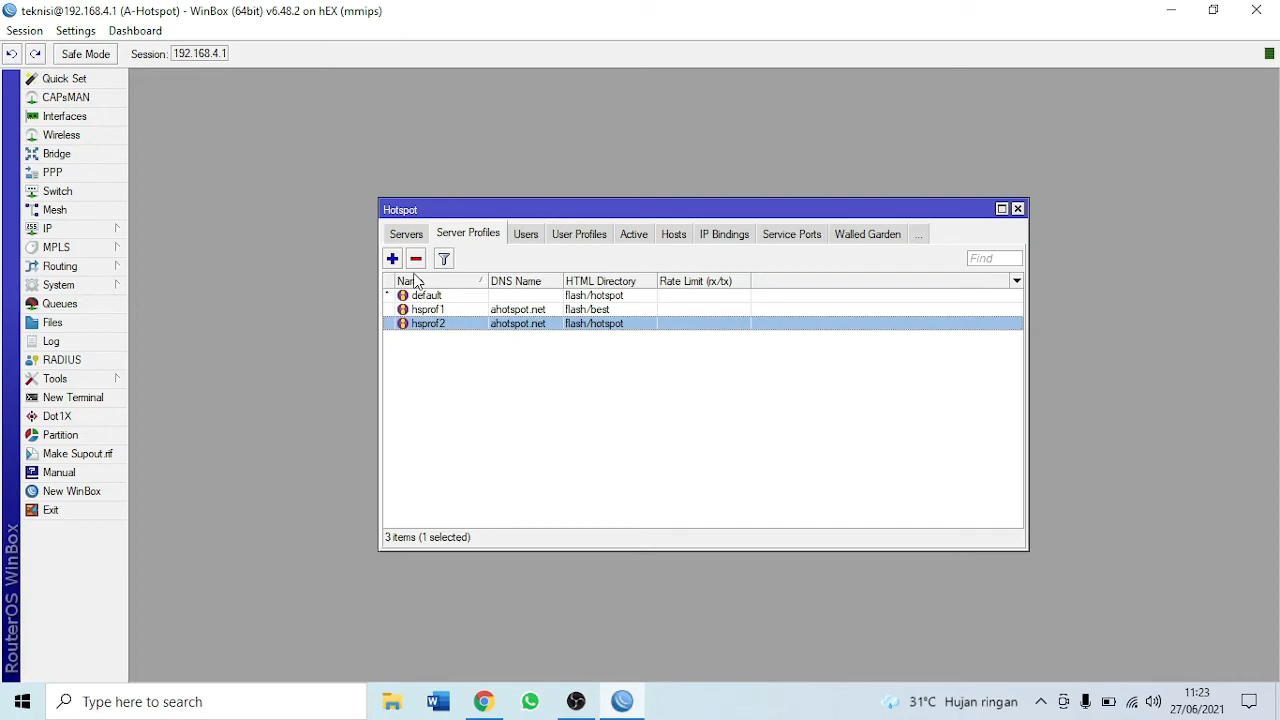 teknisi@192.168.4.1 (A-Hotspot) - WinBox (64bit) v6.48.2 on hEX (mmips)
Session Settings Dashboard
Safe Mode Session: 192.168.4.1
Quick Set
CAPsMAN
Interfaces
Wireless
Bridge
PPP
Switch
Mesh
IP
MPLS
Routing
System
Queues
Files
Log
RADIUS
Tools
New Terminal
Dot1X
Partition
Make Supout.rif
Manual
New WinBox
Exit
RouterOS WinBox
Hotspot
Servers Server Profiles Users User Profiles Active Hosts IP Bindings Service Ports Walled Garden ...
Find
DNS Name HTML Directory Rate Limit (rx/tx)
* default flash/hotspot
hsprof1 ahotspot.net flash/best
hsprof2 ahotspot.net flash/hotspot
3 items (1 selected)
Type here to search
31°C Hujan ringan
11:23
27/06/2021